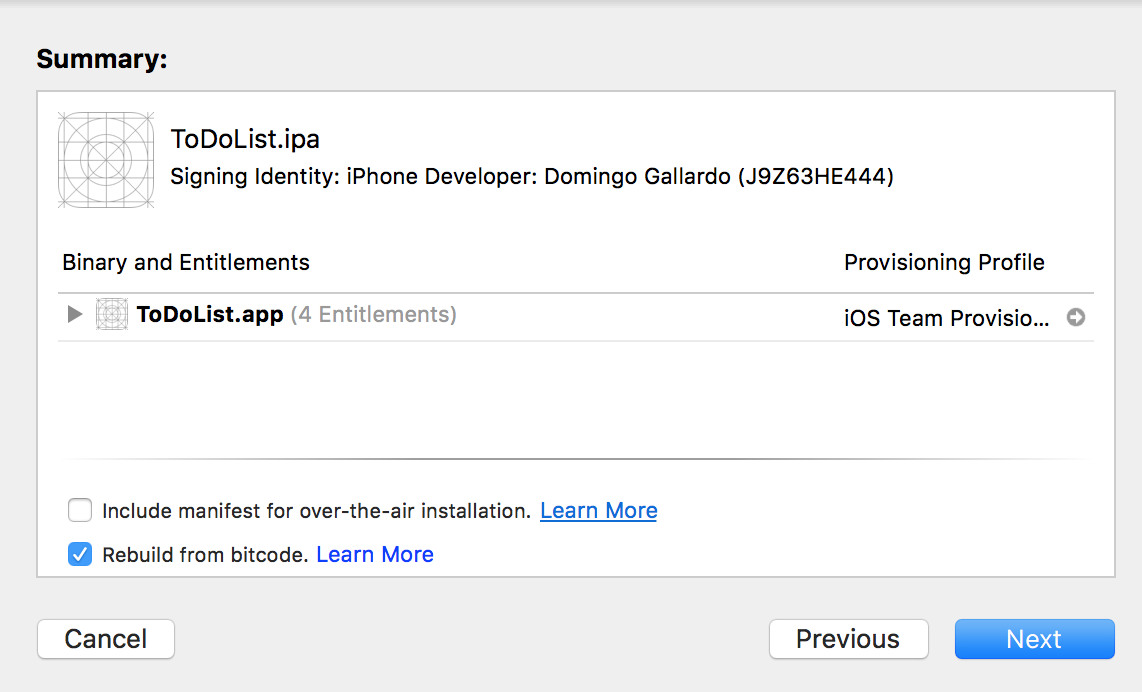 Summary:
ToDoList.ipa
Signing Identity: iPhone Developer: Domingo Gallardo (J9Z63HE444)
Binary and Entitlements Provisioning Profile
ToDoList.app (4 Entitlements) iOS Team Provisio...
Include manifest for over-the-air installation. Learn More
Rebuild from bitcode. Learn More
Cancel Previous Next